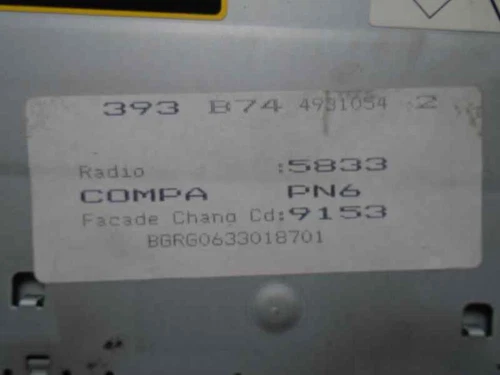 393 B74 4931054 2
Radio :5833
COMPA PN6
Facade Chang Cd:9153
BGRG0633018701